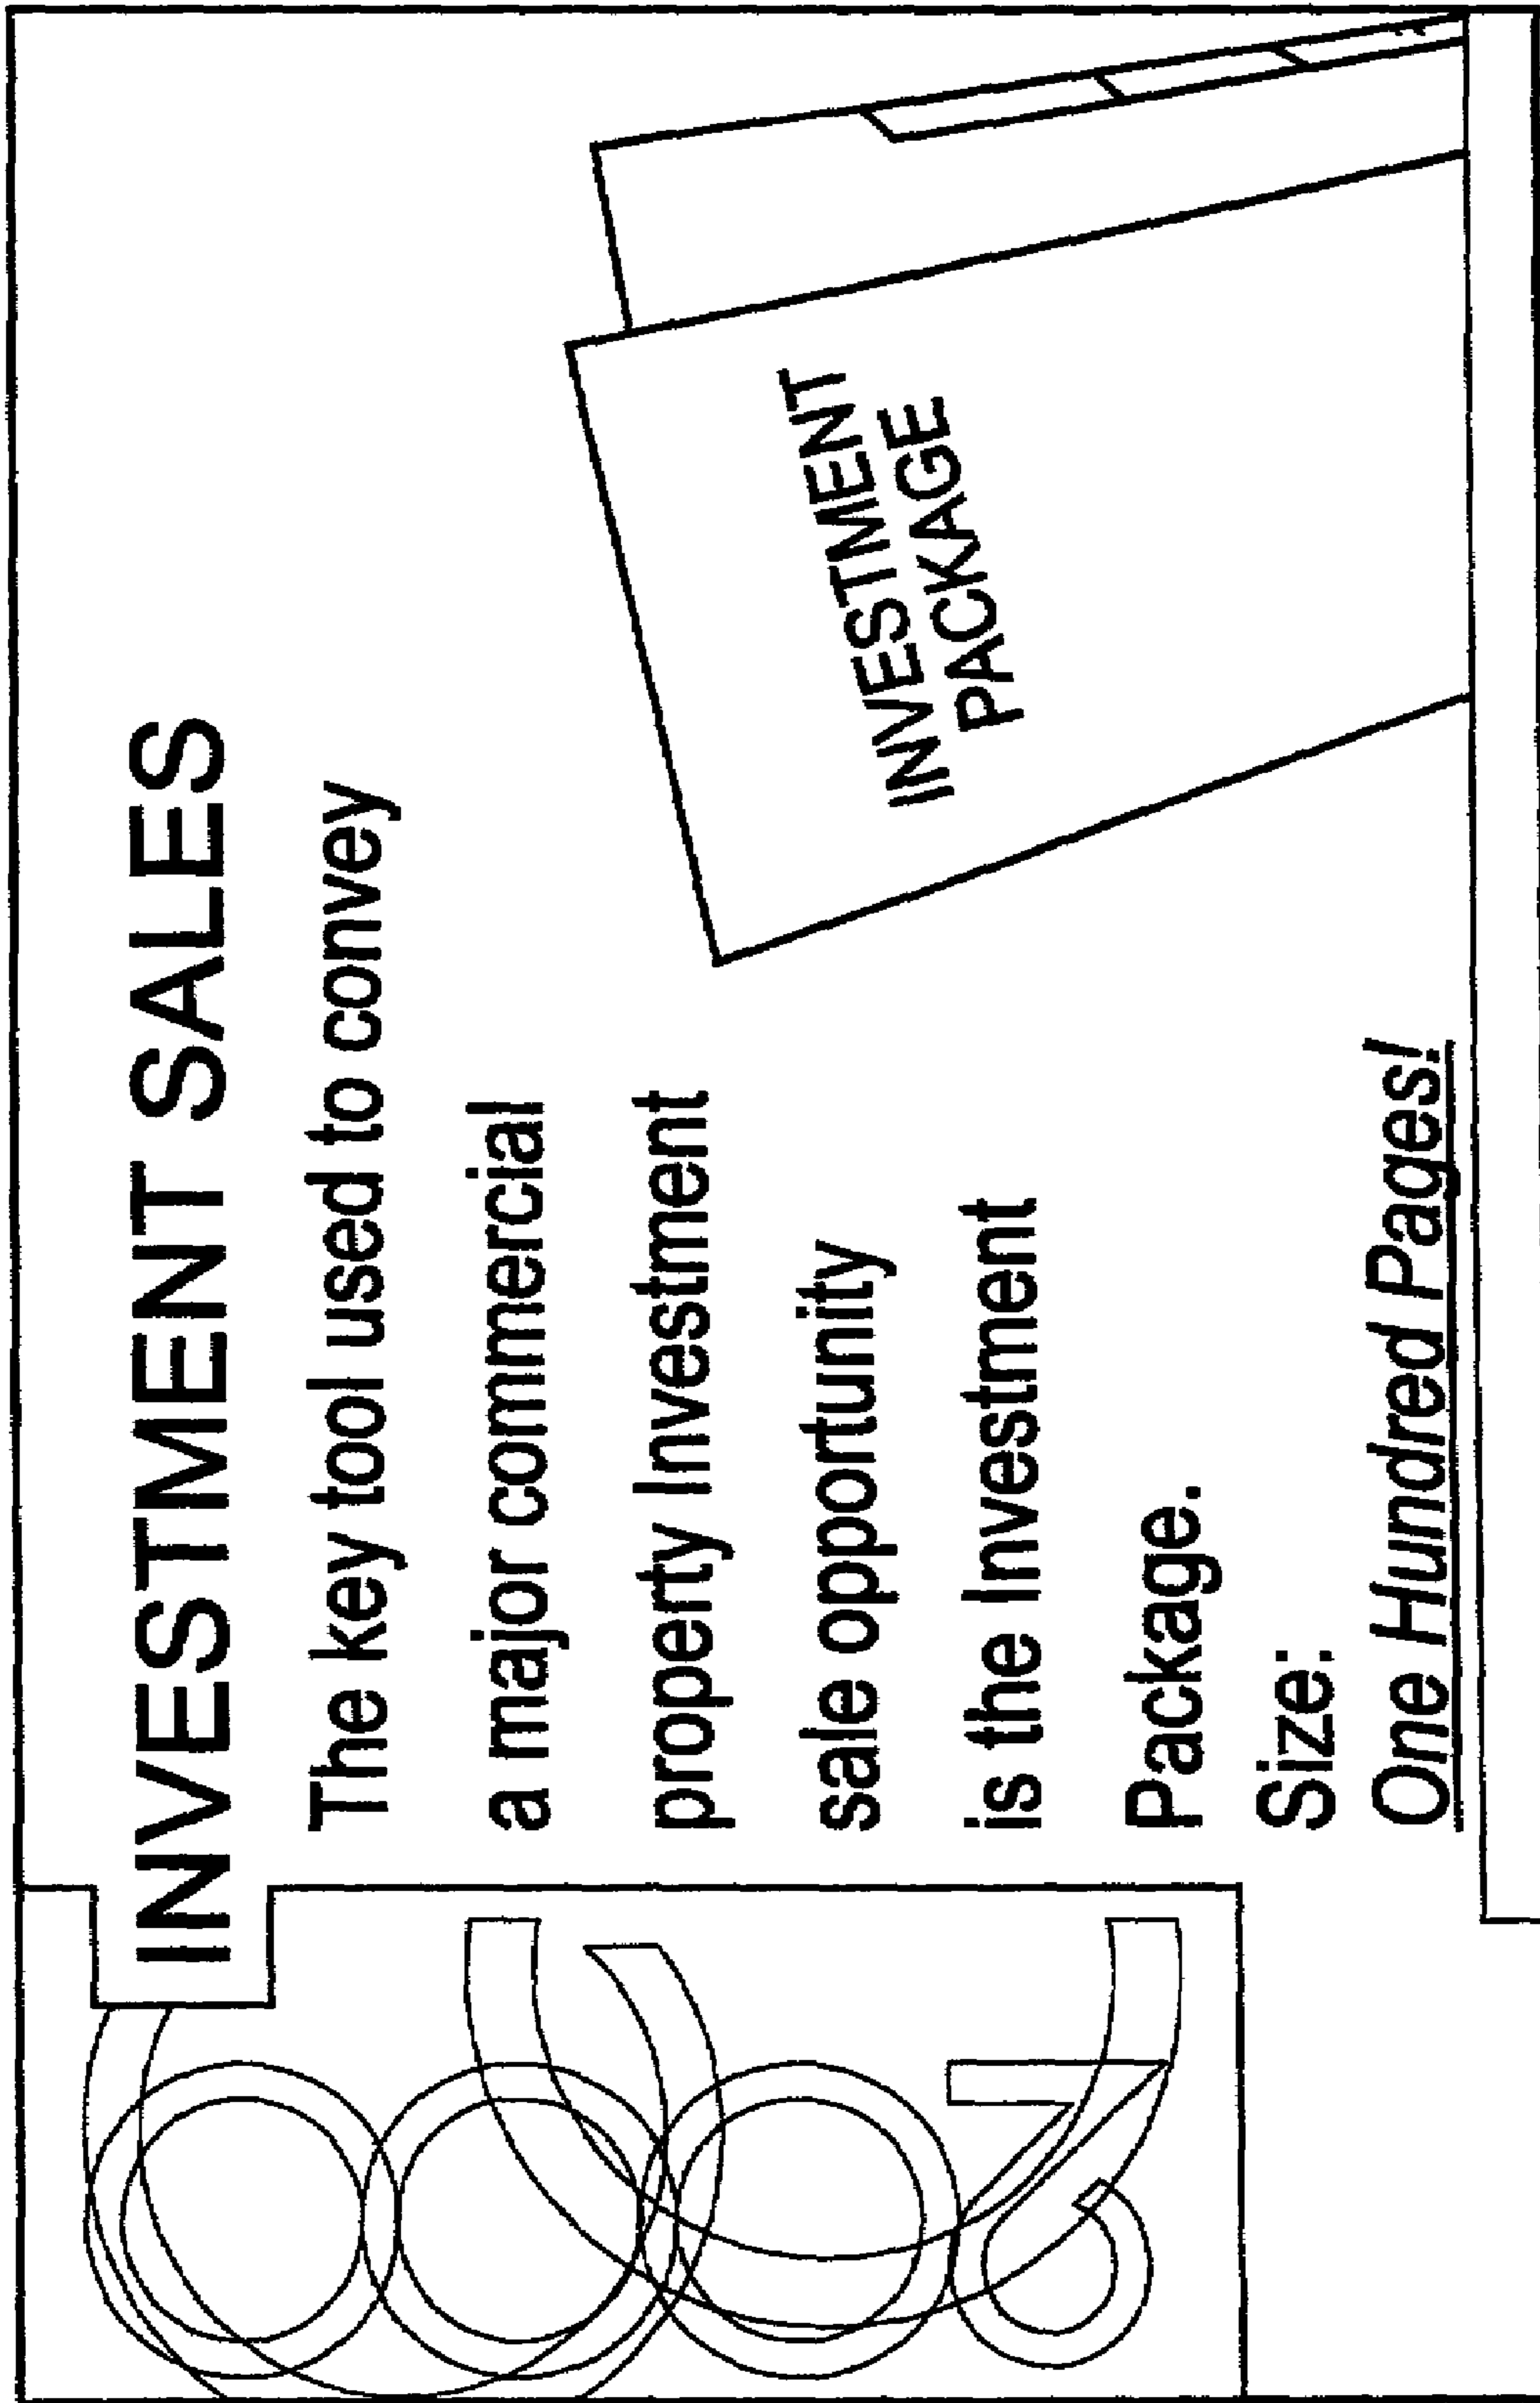 2000
INVESTMENT SALES
The key tool used to convey
a major commercial
property Investment
sale opportunity
is the Investment
Package.
Size:
One Hundred Pages!
INVESTMENT
PACKAGE